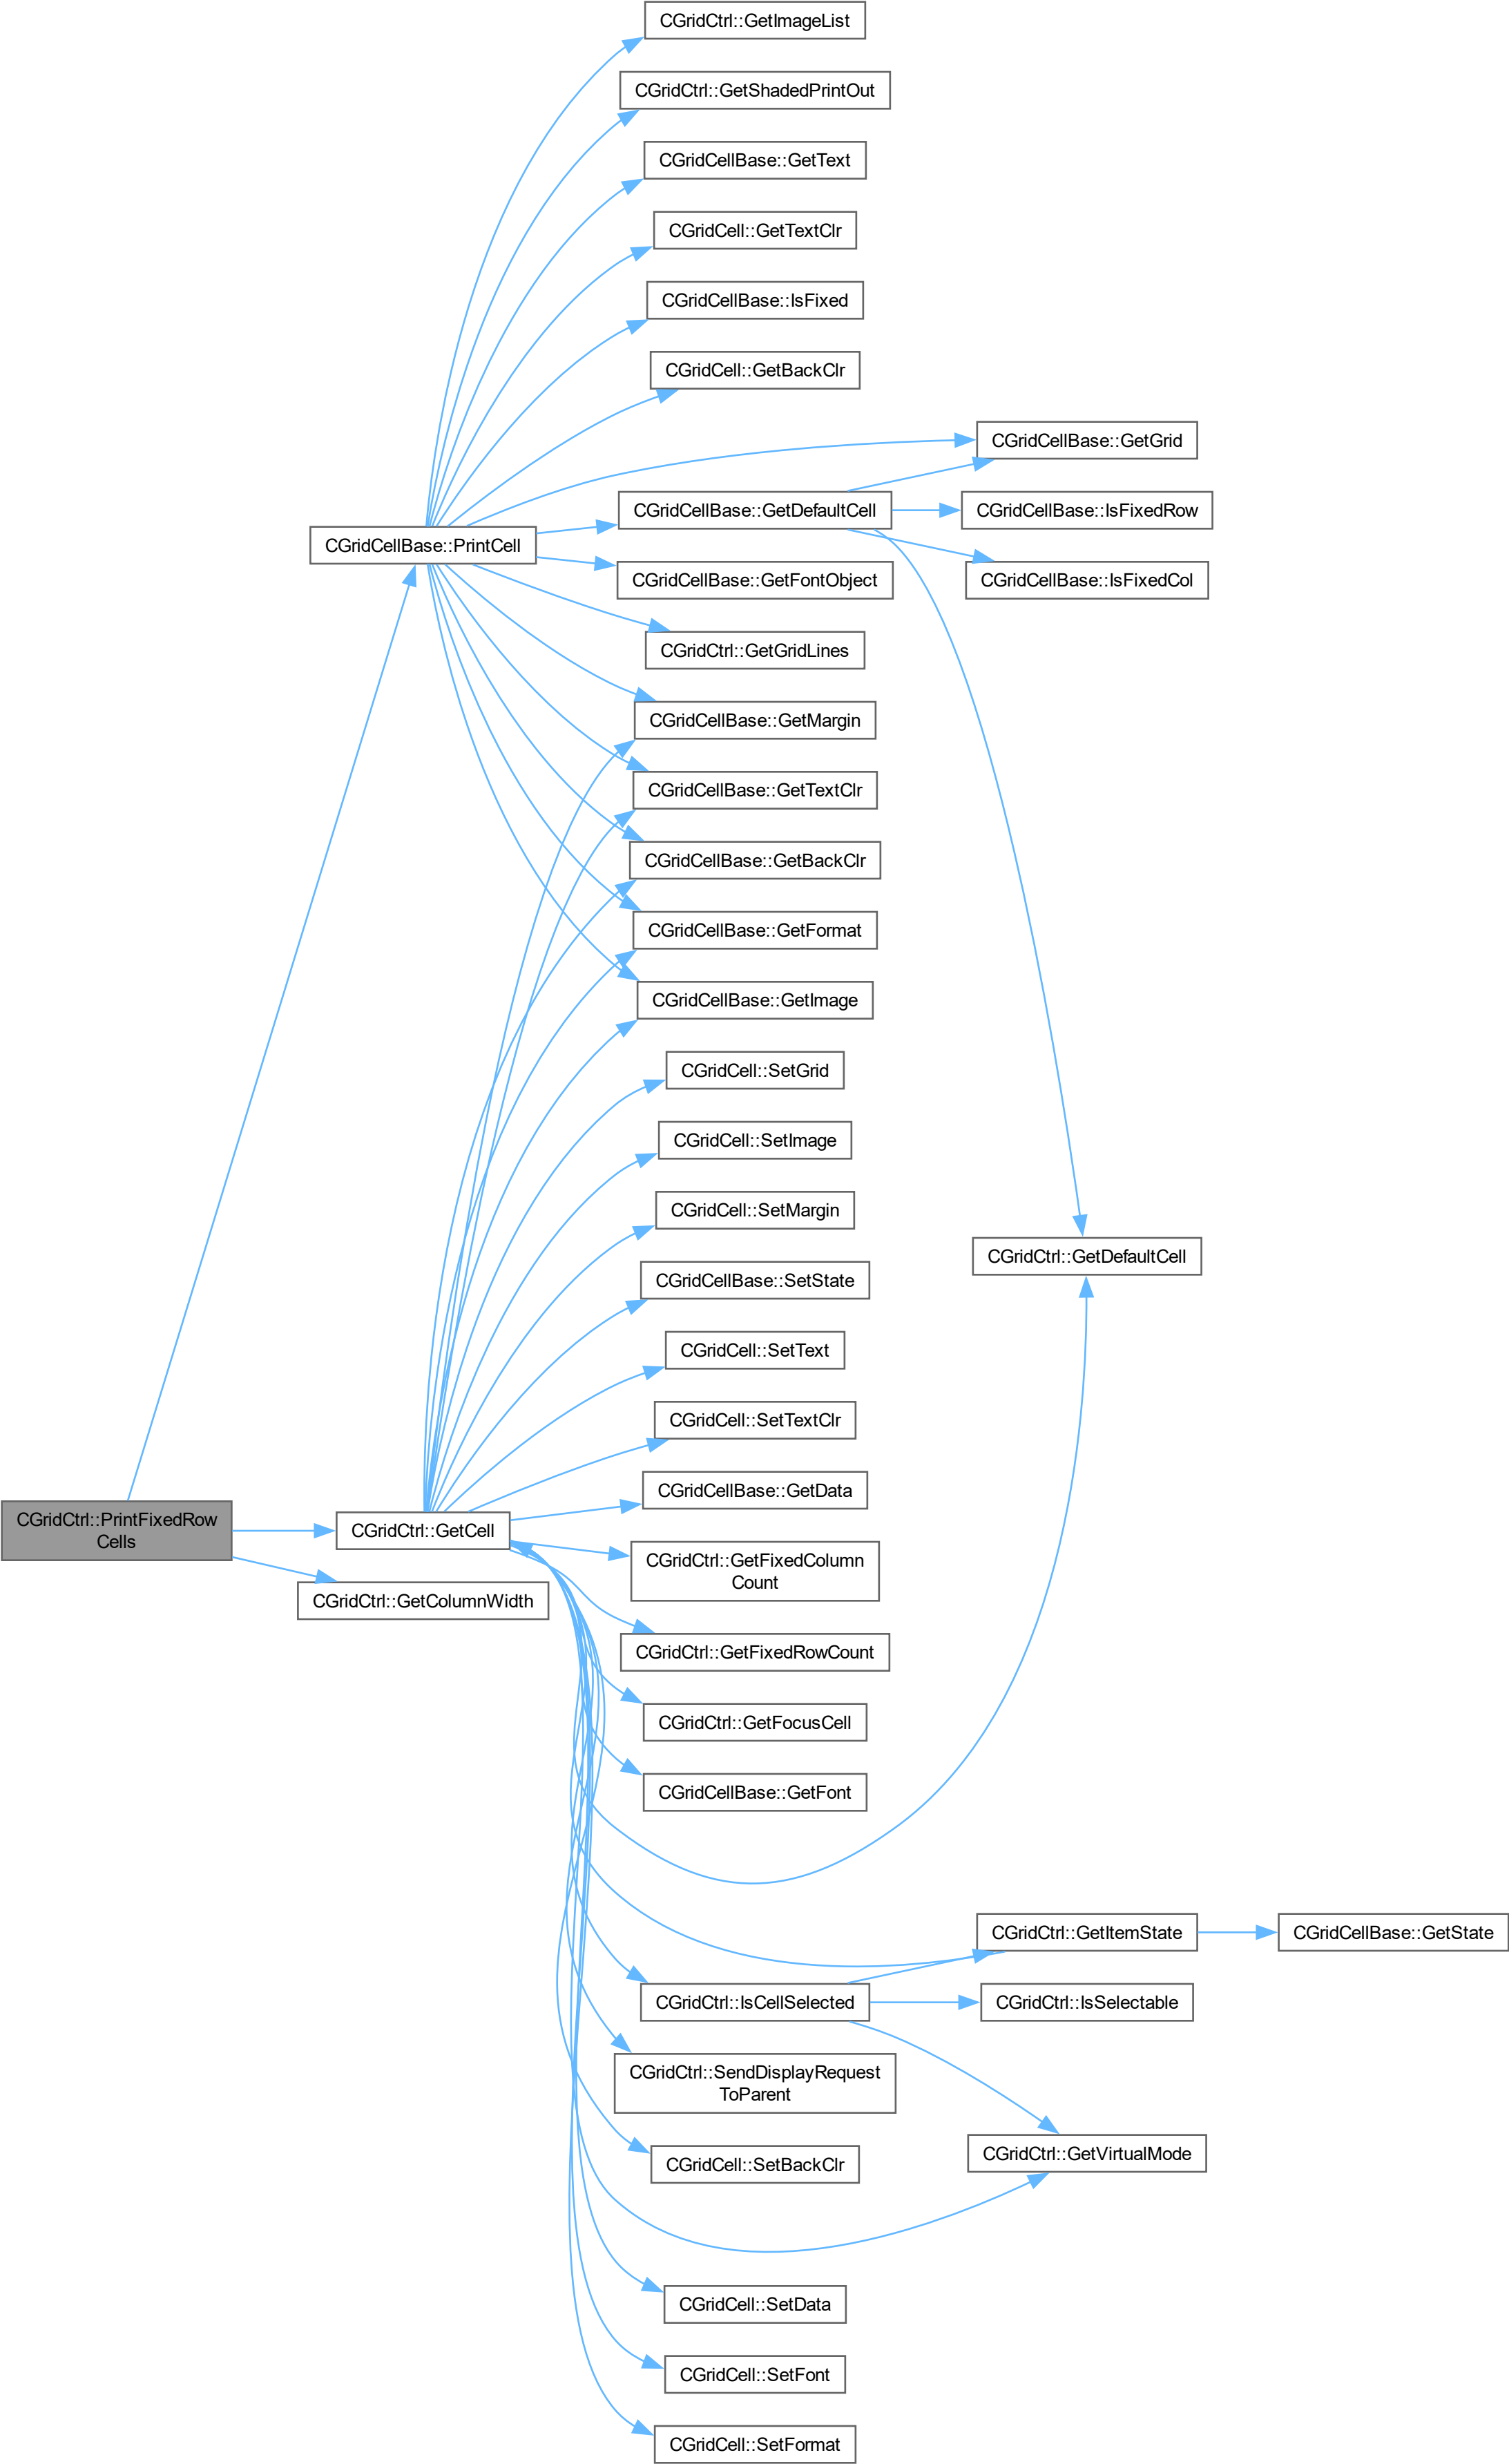 CGridCtrl::GetImageList
CGridCtrl::GetShadedPrintOut
CGridCellBase::GetText
CGridCell::GetTextClr
CGridCellBase::IsFixed
CGridCell::GetBackClr
CGridCellBase::GetGrid
CGridCellBase::GetDefaultCell
CGridCellBase::IsFixedRow
CGridCellBase::PrintCell
CGridCellBase::GetFontObject
CGridCellBase::IsFixedCol
CGridCtrl::GetGridLines
CGridCellBase::GetMargin
CGridCellBase::GetTextClr
CGridCellBase::GetBackClr
CGridCellBase::GetFormat
CGridCellBase::GetImage
CGridCell::SetGrid
CGridCell::SetImage
CGridCell::SetMargin
CGridCtrl::GetDefaultCell
CGridCellBase::SetState
CGridCell::SetText
CGridCell::SetTextClr
CGridCellBase::GetData
CGridCtrl::PrintFixedRow
Cells
CGridCtrl::GetCell
CGridCtrl::GetFixedColumn
Count
CGridCtrl::GetColumnWidth
CGridCtrl::GetFixedRowCount
CGridCtrl::GetFocusCell
CGridCellBase::GetFont
CGridCtrl::GetItemState
CGridCellBase::GetState
CGridCtrl::IsCellSelected
CGridCtrl::IsSelectable
CGridCtrl::SendDisplayRequest
ToParent
CGridCtrl::GetVirtualMode
CGridCell::SetBackClr
CGridCell::SetData
CGridCell::SetFont
CGridCell::SetFormat